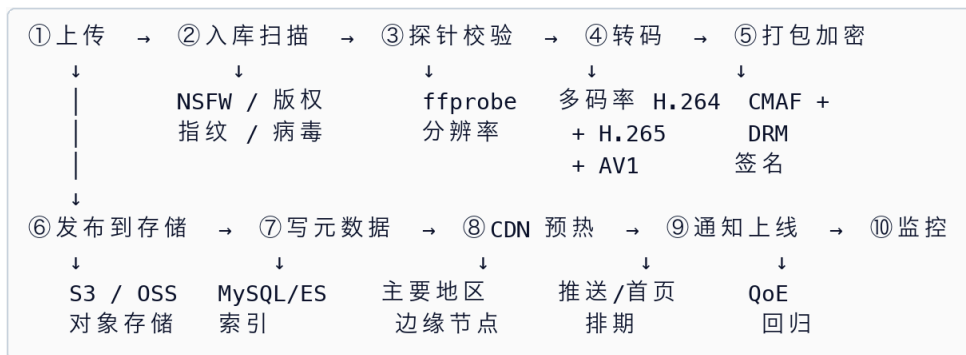 ①上传 → ②入库扫描 → ③探针校验 → ④转码 → ⑤打包加密
↓ ↓ ↓ ↓ ↓
│ NSFW / 版权 ffprobe 多码率 H.264 CMAF +
│ 指纹 / 病毒 分辨率 + H.265 DRM
│ + AV1 签名
↓
⑥发布到存储 → ⑦写元数据 → ⑧CDN 预热 → ⑨通知上线 → ⑩监控
↓ ↓ ↓ ↓ ↓
S3 / OSS MySQL/ES 主要地区 推送/首页 QoE
对象存储 索引 边缘节点 排期 回归